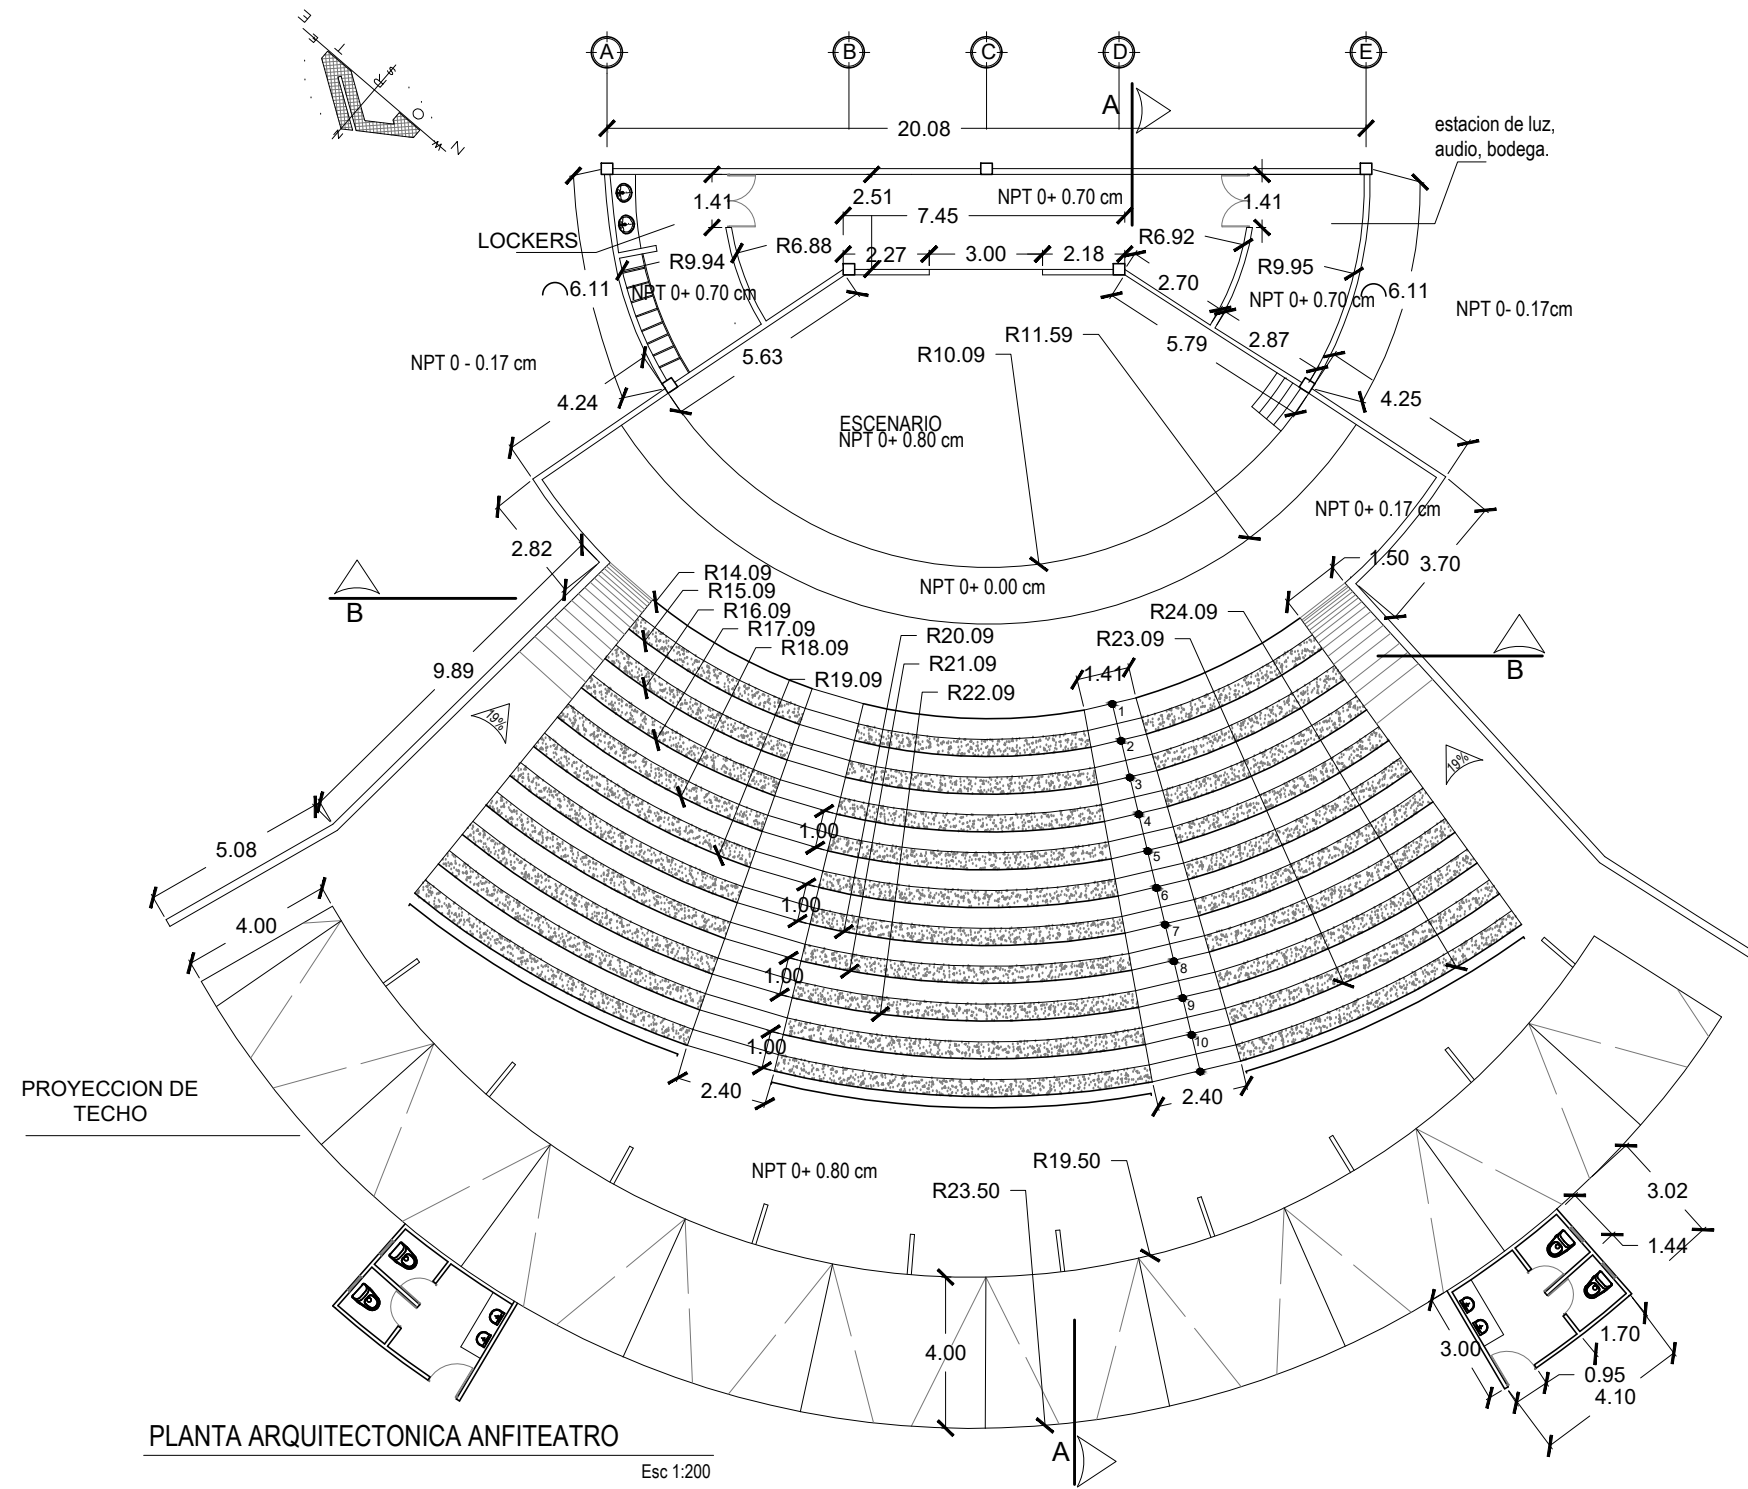 A
B
C
D
E
E
E
T
S
R
O
N
W
N
A
20.08
estacion de luz,
audio, bodega.
1.41
2.51
NPT 0+ 0.70 cm
1.41
7.45
LOCKERS
R6.88
R6.92
R9.94
2.27
3.00
2.18
R9.95
6.11
NPT 0+ 0.70 cm
2.70
NPT 0+ 0.70 cm
6.11
NPT 0- 0.17cm
R11.59
R10.09
5.63
5.79
2.87
NPT 0 - 0.17 cm
4.24
4.25
ESCENARIO
NPT 0+ 0.80 cm
NPT 0+ 0.17 cm
2.82
1.50
3.70
R14.09
R15.09
R16.09
R17.09
R18.09
R19.09
NPT 0+ 0.00 cm
B
R24.09
R23.09
R20.09
R21.09
R22.09
B
9.89
1.41
19%
19%
1
2
3
4
5
6
7
8
9
10
1.00
1.00
1.00
1.00
5.08
4.00
2.40
2.40
PROYECCION DE
TECHO
NPT 0+ 0.80 cm
R19.50
R23.50
3.02
1.44
4.00
3.00
1.70
0.95
4.10
PLANTA ARQUITECTONICA ANFITEATRO
A
Esc 1:200